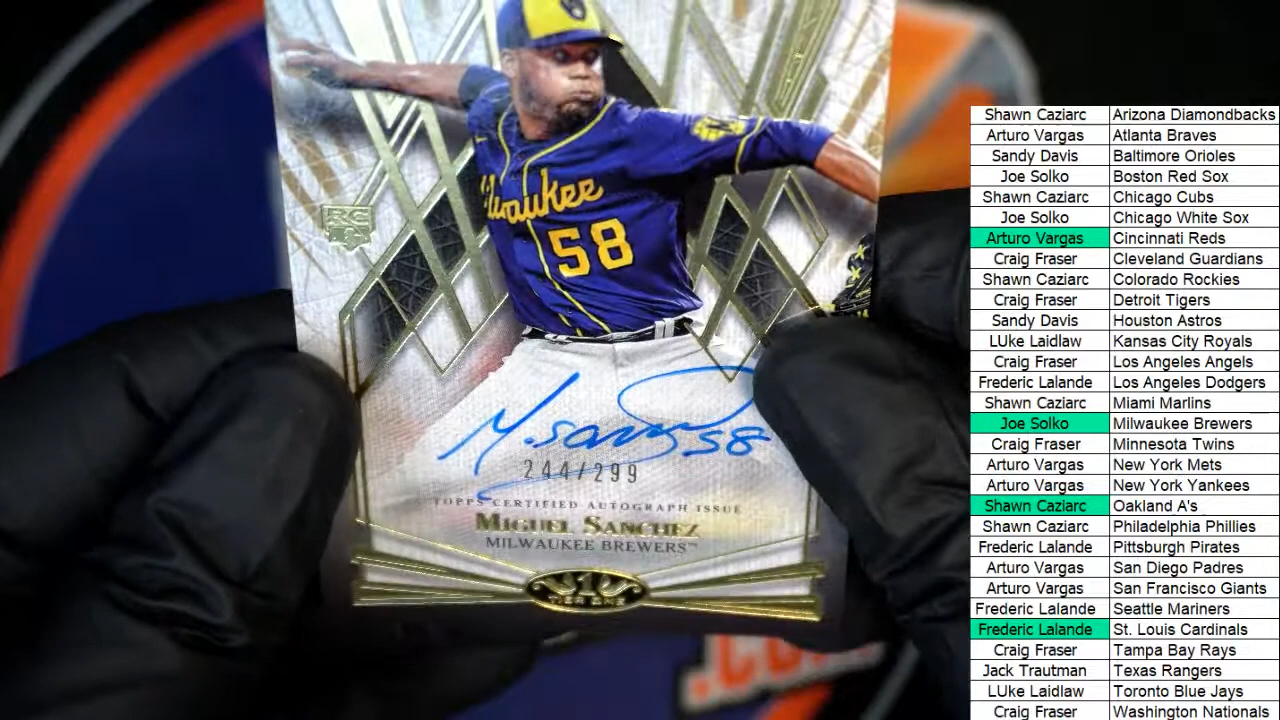 Milwaukee
58
RC
M. Sanchez 58
244/299
TOPPS CERTIFIED AUTOGRAPH ISSUE
MIGUEL SANCHEZ
MILWAUKEE BREWERS™
TIER ONE
.COM
Shawn Caziarc Arizona Diamondbacks
Arturo Vargas Atlanta Braves
Sandy Davis Baltimore Orioles
Joe Solko Boston Red Sox
Shawn Caziarc Chicago Cubs
Joe Solko Chicago White Sox
Arturo Vargas Cincinnati Reds
Craig Fraser Cleveland Guardians
Shawn Caziarc Colorado Rockies
Craig Fraser Detroit Tigers
Sandy Davis Houston Astros
LUke Laidlaw Kansas City Royals
Craig Fraser Los Angeles Angels
Frederic Lalande Los Angeles Dodgers
Shawn Caziarc Miami Marlins
Joe Solko Milwaukee Brewers
Craig Fraser Minnesota Twins
Arturo Vargas New York Mets
Arturo Vargas New York Yankees
Shawn Caziarc Oakland A's
Shawn Caziarc Philadelphia Phillies
Frederic Lalande Pittsburgh Pirates
Arturo Vargas San Diego Padres
Arturo Vargas San Francisco Giants
Frederic Lalande Seattle Mariners
Frederic Lalande St. Louis Cardinals
Craig Fraser Tampa Bay Rays
Jack Trautman Texas Rangers
LUke Laidlaw Toronto Blue Jays
Craig Fraser Washington Nationals